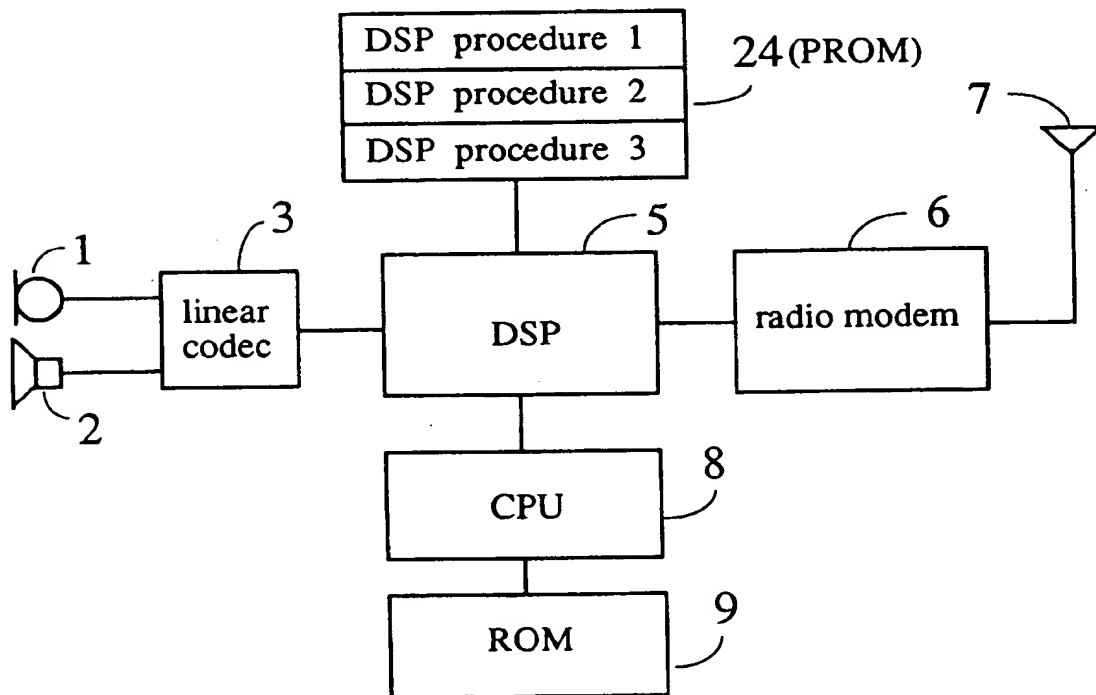 DSP procedure 1
DSP procedure 2
DSP procedure 3
24 (PROM)
7
1
3
5
6
linear
codec
DSP
radio modem
2
8
CPU
9
ROM